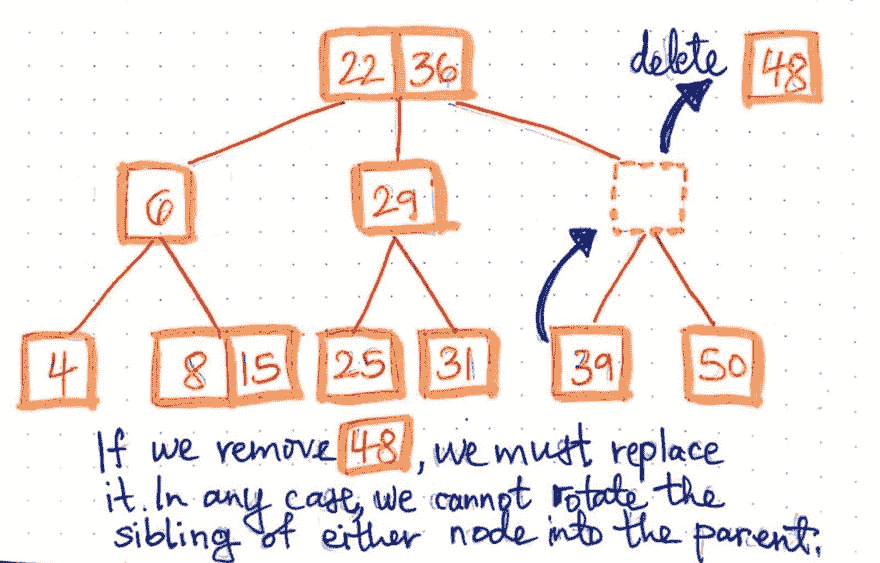 22 36
delete 48
6
29
4
8 15
25
31
39
50
If we remove 48, we must replace
it. In any case, we cannot rotate the
sibling of either node into the parent.